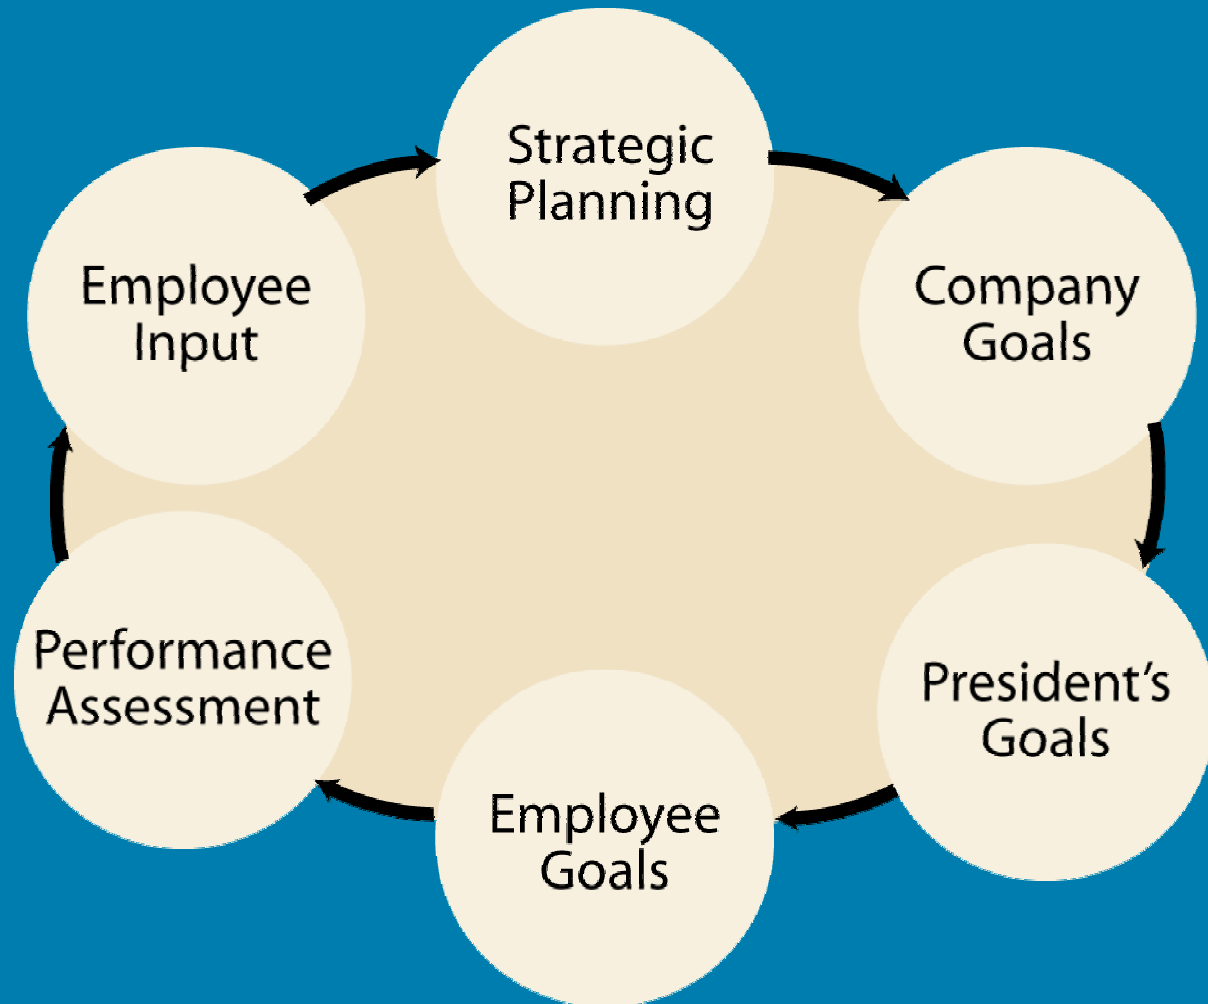 Strategic
Planning
Company
Goals
President’s
Goals
Employee
Goals
Performance
Assessment
Employee
Input